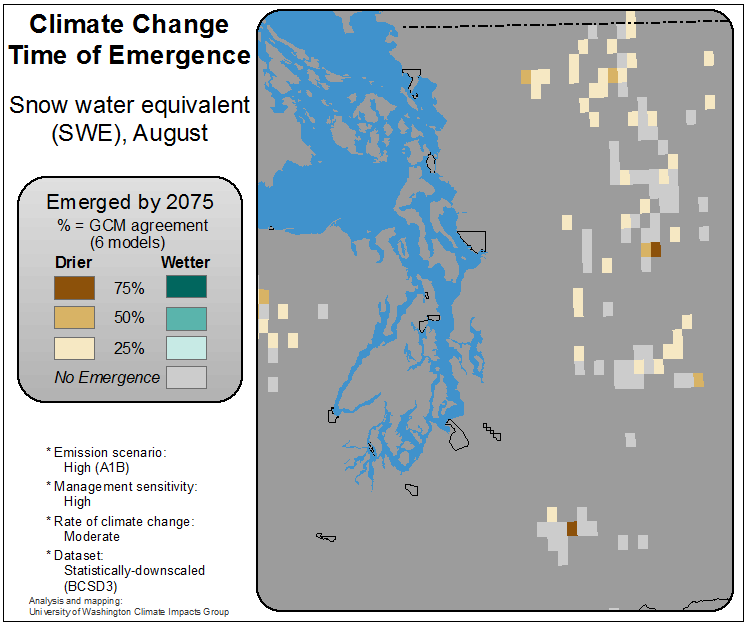 Climate Change
Time of Emergence
Snow water equivalent
(SWE), August
Emerged by 2075
% = GCM agreement
(6 models)
Drier Wetter
75%
50%
25%
No Emergence
* Emission scenario:
High (A1B)
* Management sensitivity:
High
* Rate of climate change:
Moderate
* Dataset:
Statistically-downscaled
(BCSD3)
Analysis and mapping:
University of Washington Climate Impacts Group